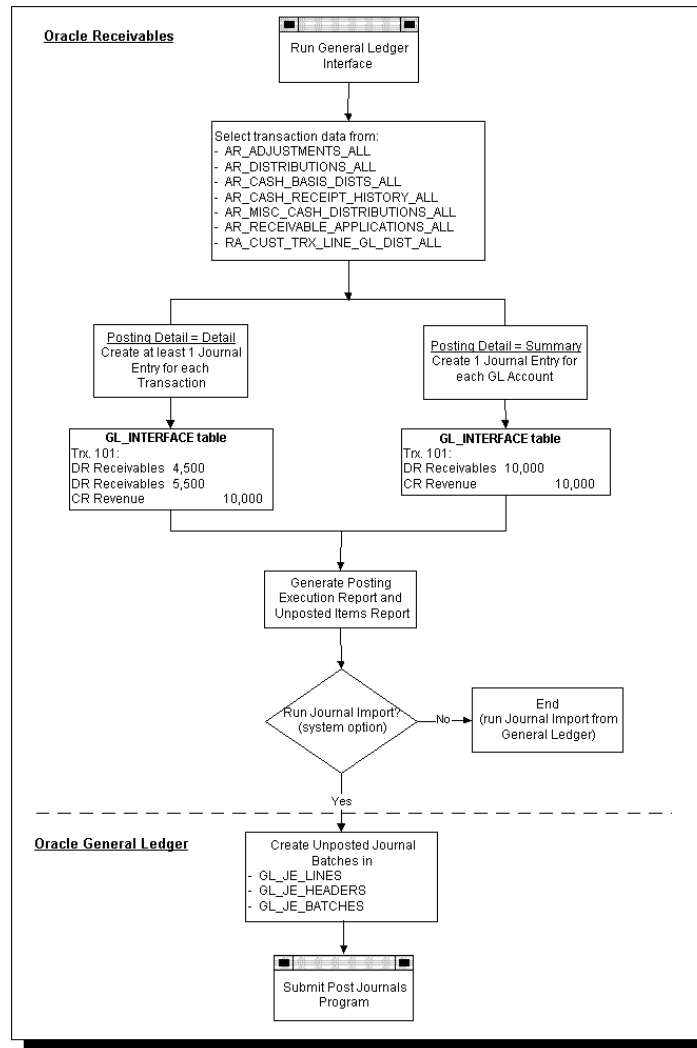 Oracle Receivables
Run General Ledger
Interface
Select transaction data from:
- AR_ADJUSTMENTS_ALL
- AR_DISTRIBUTIONS_ALL
- AR_CASH_BASIS_DISTS_ALL
- AR_CASH_RECEIPT_HISTORY_ALL
- AR_MISC_CASH_DISTRIBUTIONS_ALL
- AR_RECEIVABLE_APPLICATIONS_ALL
- RA_CUST_TRX_LINE_GL_DIST_ALL
Posting Detail = Detail
Create at least 1 Journal
Entry for each
Transaction
Posting Detail = Summary
Create 1 Journal Entry for
each GL Account
GL_INTERFACE table
Trx. 101:
DR Receivables 4,500
DR Receivables 5,500
CR Revenue 10,000
GL_INTERFACE table
Trx. 101:
DR Receivables 10,000
CR Revenue 10,000
Generate Posting
Execution Report and
Unposted Items Report
Run Journal Import?
(system option)
No
End
(run Journal Import from
General Ledger)
Yes
Oracle General Ledger
Create Unposted Journal
Batches in
- GL_JE_LINES
- GL_JE_HEADERS
- GL_JE_BATCHES
Submit Post Journals
Program